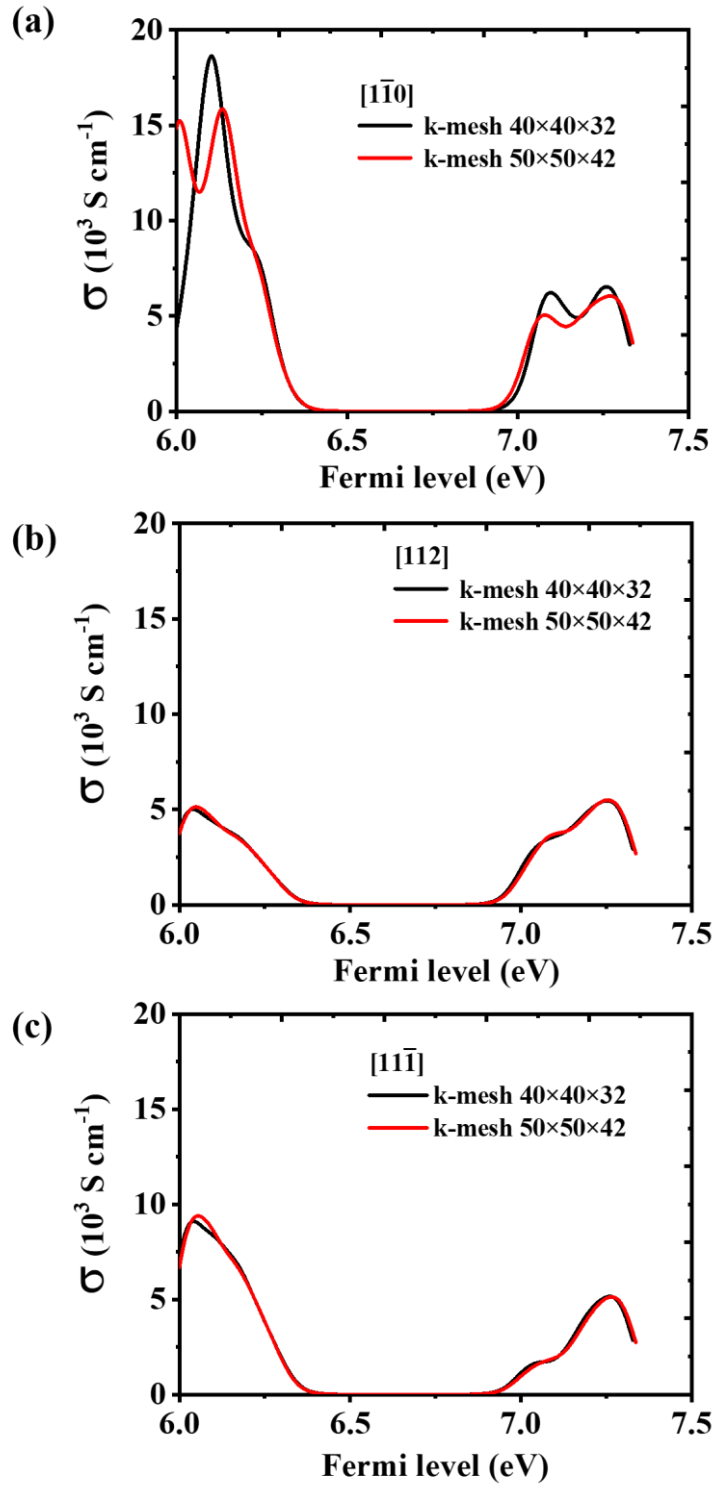 (a)
20
15
10
5
0
σ (10³ S cm⁻¹)
[11̅0]
k-mesh 40×40×32
k-mesh 50×50×42
6.0 6.5 7.0 7.5
Fermi level (eV)
(b)
20
15
10
5
0
σ (10³ S cm⁻¹)
[112]
k-mesh 40×40×32
k-mesh 50×50×42
6.0 6.5 7.0 7.5
Fermi level (eV)
(c)
20
15
10
5
0
σ (10³ S cm⁻¹)
[111̅]
k-mesh 40×40×32
k-mesh 50×50×42
6.0 6.5 7.0 7.5
Fermi level (eV)